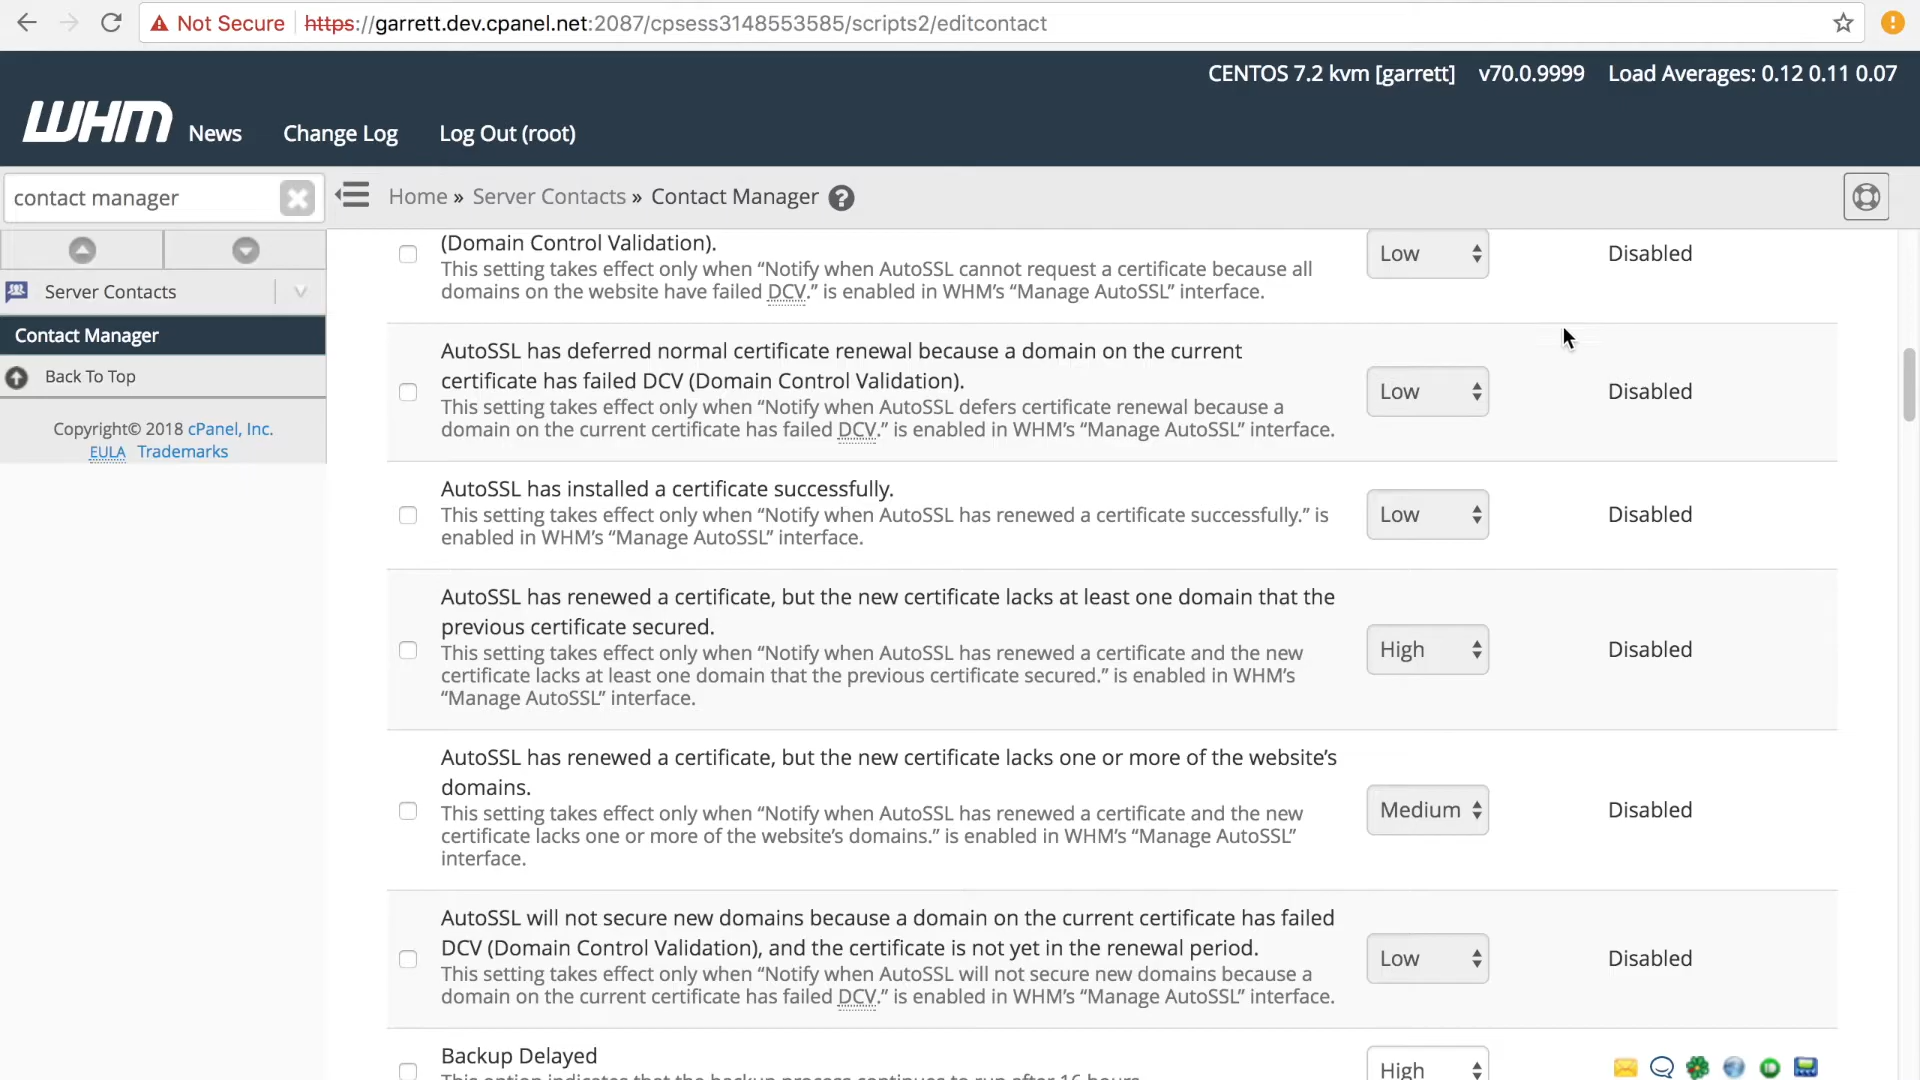 Not Secure https://garrett.dev.cpanel.net:2087/cpsess3148553585/scripts2/editcontact
CENTOS 7.2 kvm [garrett] v70.0.9999 Load Averages: 0.12 0.11 0.07
WHM News Change Log Log Out (root)
contact manager
Home » Server Contacts » Contact Manager
Server Contacts
Contact Manager
Back To Top
Copyright© 2018 cPanel, Inc.
EULA Trademarks
(Domain Control Validation).
This setting takes effect only when “Notify when AutoSSL cannot request a certificate because all
domains on the website have failed DCV.” is enabled in WHM’s “Manage AutoSSL” interface.
Low
Disabled
AutoSSL has deferred normal certificate renewal because a domain on the current
certificate has failed DCV (Domain Control Validation).
This setting takes effect only when “Notify when AutoSSL defers certificate renewal because a
domain on the current certificate has failed DCV.” is enabled in WHM’s “Manage AutoSSL” interface.
Low
Disabled
AutoSSL has installed a certificate successfully.
This setting takes effect only when “Notify when AutoSSL has renewed a certificate successfully.” is
enabled in WHM’s “Manage AutoSSL” interface.
Low
Disabled
AutoSSL has renewed a certificate, but the new certificate lacks at least one domain that the
previous certificate secured.
This setting takes effect only when “Notify when AutoSSL has renewed a certificate and the new
certificate lacks at least one domain that the previous certificate secured.” is enabled in WHM’s
“Manage AutoSSL” interface.
High
Disabled
AutoSSL has renewed a certificate, but the new certificate lacks one or more of the website’s
domains.
This setting takes effect only when “Notify when AutoSSL has renewed a certificate and the new
certificate lacks one or more of the website’s domains.” is enabled in WHM’s “Manage AutoSSL”
interface.
Medium
Disabled
AutoSSL will not secure new domains because a domain on the current certificate has failed
DCV (Domain Control Validation), and the certificate is not yet in the renewal period.
This setting takes effect only when “Notify when AutoSSL will not secure new domains because a
domain on the current certificate has failed DCV.” is enabled in WHM’s “Manage AutoSSL” interface.
Low
Disabled
Backup Delayed
This option indicates that the backup process continues to run after 16 hours.
High